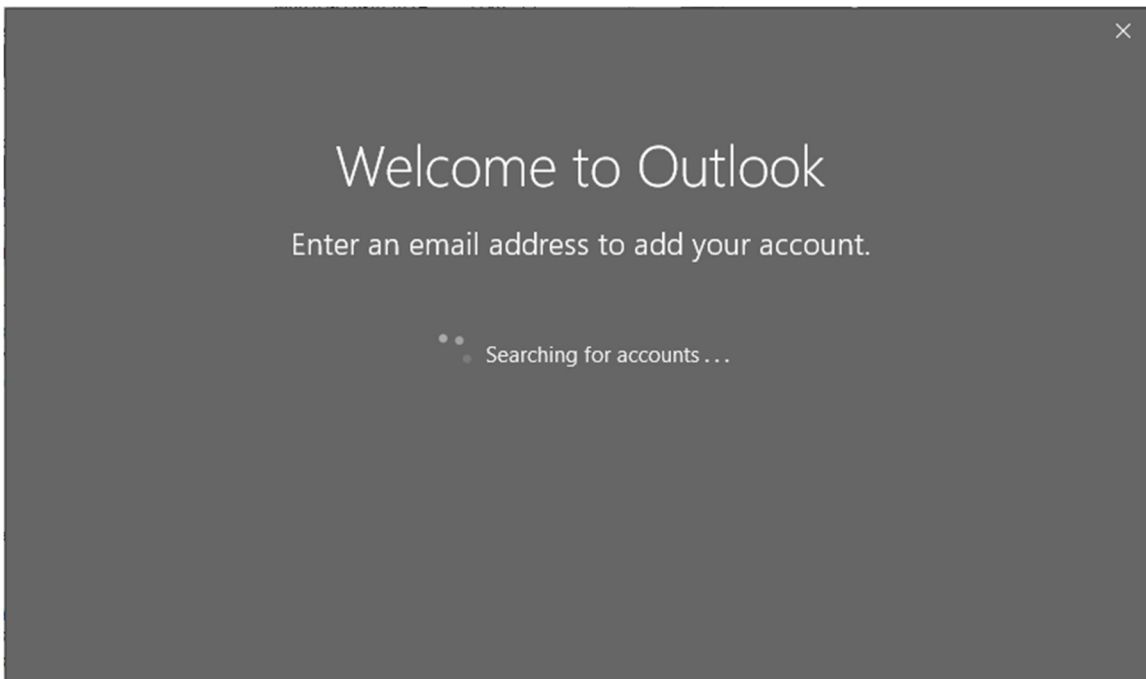 Welcome to Outlook
Enter an email address to add your account.
Searching for accounts . . .